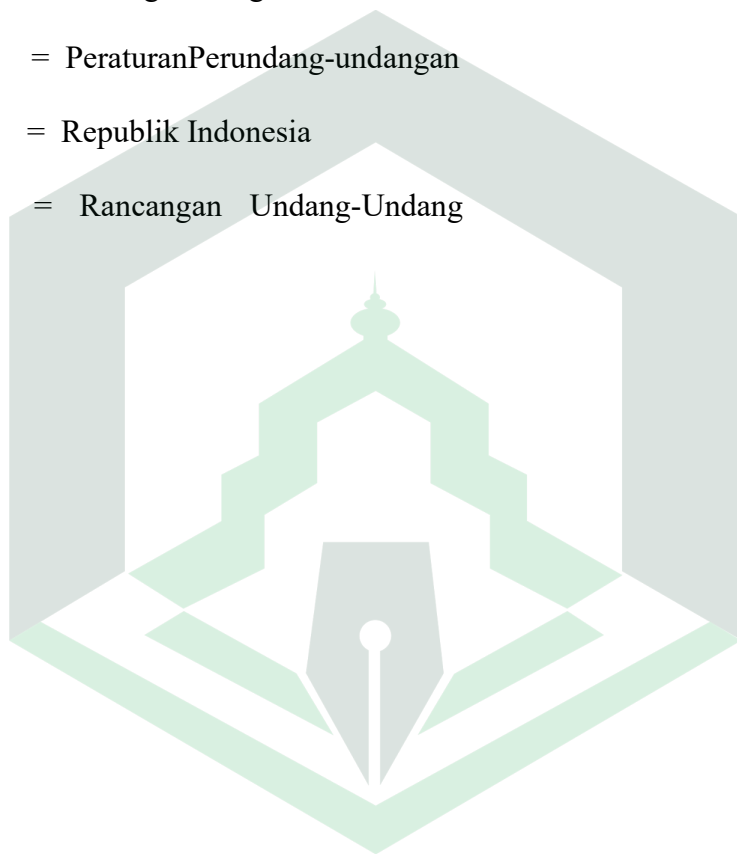 = PeraturanPerundang-undangan
= Republik Indonesia
= Rancangan Undang-Undang